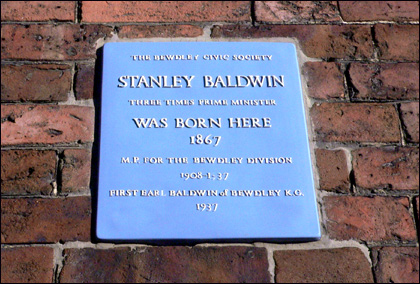 THE BEWDLEY CIVIC SOCIETY
STANLEY BALDWIN
THREE TIMES PRIME MINISTER
WAS BORN HERE
1867
M.P. FOR THE BEWDLEY DIVISION
1908-1937
FIRST EARL BALDWIN of BEWDLEY K.G.
1937